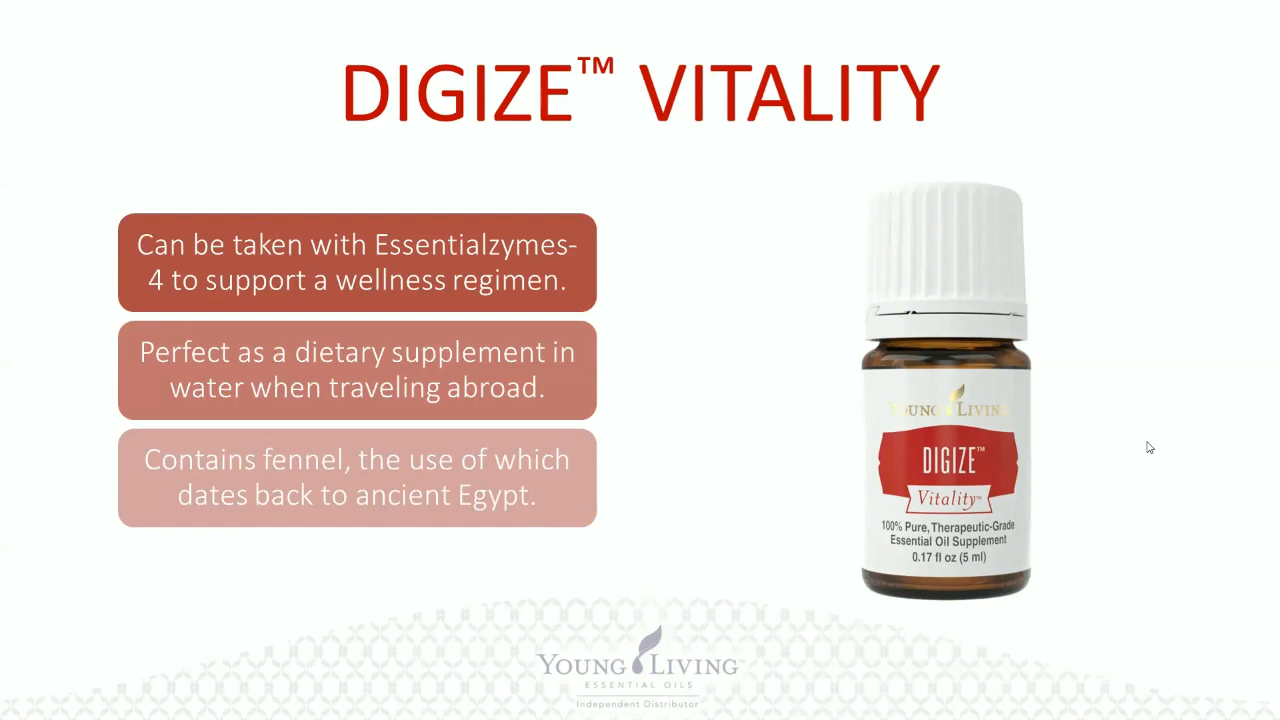 DIGIZE™ VITALITY
Can be taken with Essentialzymes-
4 to support a wellness regimen.
Perfect as a dietary supplement in
water when traveling abroad.
Contains fennel, the use of which
dates back to ancient Egypt.
YOUNG LIVING
DIGIZE™
Vitality™
100% Pure, Therapeutic-Grade
Essential Oil Supplement
0.17 fl oz (5 ml)
YOUNG LIVING
ESSENTIAL OILS
Independent Distributor